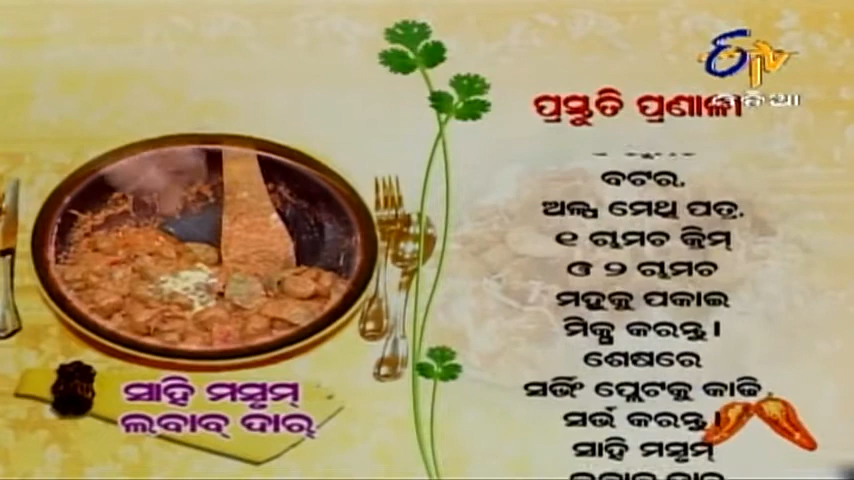 ETV
ଓଡିଆ
ପ୍ରସ୍ତୁତି ପ୍ରଣାଳୀ
ବଟର,
ଅଳ୍ପ ମେଥି ପତ୍ର,
୧ ଚାମଚ କ୍ରିମ୍
ଓ ୨ ଚାମଚ
ମହୁକୁ ପକାଇ
ମିକ୍ସ କରନ୍ତୁ ।
ଶେଷରେ
ସର୍ଭିଂ ପ୍ଲେଟକୁ କାଢି,
ସର୍ଭ କରନ୍ତୁ ।
ସାହି ମସୃମ୍
ସାହି ମସୃମ୍
ଲବାବ୍ ଦାର୍